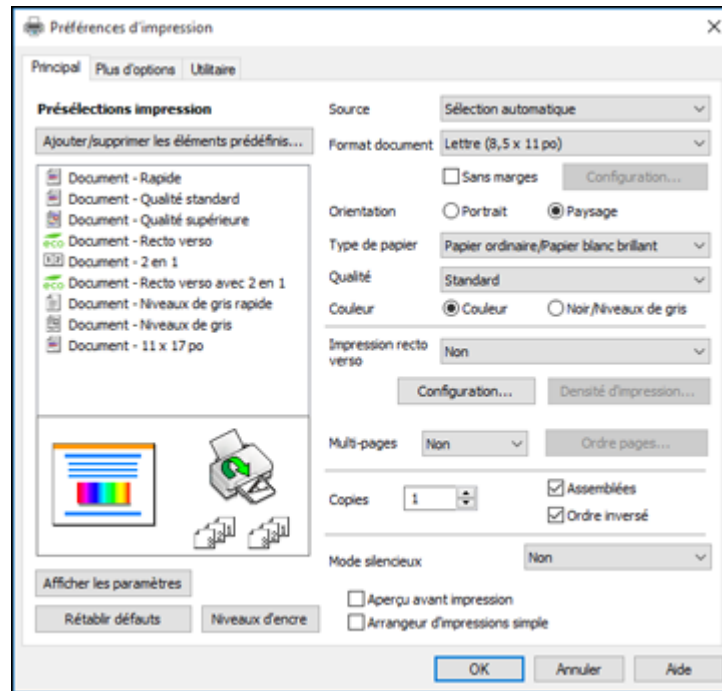 Préférences d'impression
Principal
Plus d'options
Utilitaire
Présélections impression
Ajouter/supprimer les éléments prédéfinis...
Document - Rapide
Document - Qualité standard
Document - Qualité supérieure
eco Document - Recto verso
Document - 2 en 1
eco Document - Recto verso avec 2 en 1
Document - Niveaux de gris rapide
Document - Niveaux de gris
Document - 11 x 17 po
Afficher les paramètres
Rétablir défauts
Niveaux d'encre
Source
Sélection automatique
Format document
Lettre (8,5 x 11 po)
Sans marges
Configuration...
Orientation
Portrait
Paysage
Type de papier
Papier ordinaire/Papier blanc brillant
Qualité
Standard
Couleur
Couleur
Noir/Niveaux de gris
Impression recto
verso
Non
Configuration...
Densité d'impression...
Multi-pages
Non
Ordre pages...
Copies
1
Assemblées
Ordre inversé
Mode silencieux
Non
Aperçu avant impression
Arrangeur d'impressions simple
OK
Annuler
Aide